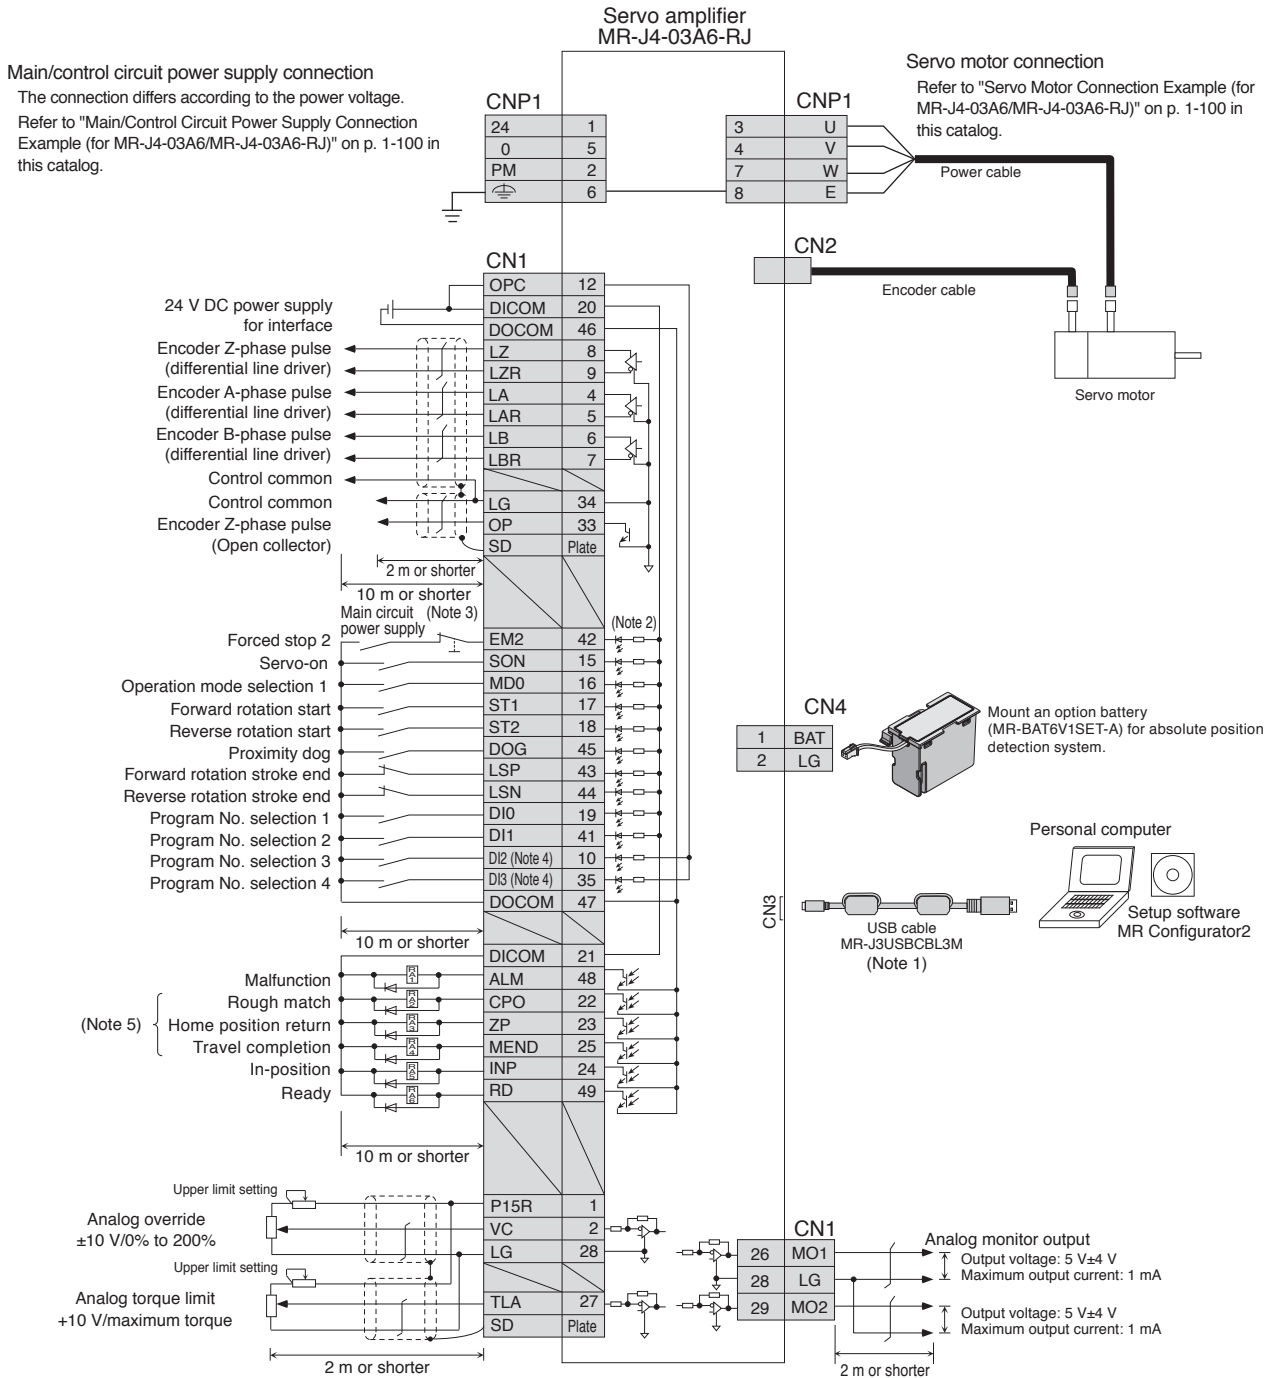 Servo amplifier
MR-J4-03A6-RJ
Main/control circuit power supply connection
The connection differs according to the power voltage.
Refer to "Main/Control Circuit Power Supply Connection
Example (for MR-J4-03A6/MR-J4-03A6-RJ)" on p. 1-100 in
this catalog.
Servo motor connection
Refer to "Servo Motor Connection Example (for
MR-J4-03A6/MR-J4-03A6-RJ)" on p. 1-100 in
this catalog.
CNP1
24 1
0 5
PM 2
6
CNP1
3 U
4 V
7 W
8 E
Power cable
CN2
Encoder cable
Servo motor
CN1
OPC 12
24 V DC power supply
for interface
DICOM 20
DOCOM 46
Encoder Z-phase pulse
(differential line driver)
LZ 8
LZR 9
Encoder A-phase pulse
(differential line driver)
LA 4
LAR 5
Encoder B-phase pulse
(differential line driver)
LB 6
LBR 7
Control common
Control common
LG 34
Encoder Z-phase pulse
(Open collector)
OP 33
SD Plate
2 m or shorter
10 m or shorter
Main circuit
power supply
(Note 3)
(Note 2)
Forced stop 2 EM2 42
Servo-on SON 15
Operation mode selection 1 MD0 16
Forward rotation start ST1 17
Reverse rotation start ST2 18
Proximity dog DOG 45
Forward rotation stroke end LSP 43
Reverse rotation stroke end LSN 44
Program No. selection 1 DI0 19
Program No. selection 2 DI1 41
Program No. selection 3 DI2 (Note 4) 10
Program No. selection 4 DI3 (Note 4) 35
DOCOM 47
10 m or shorter
DICOM 21
Malfunction RA1 ALM 48
(Note 5)
Rough match RA2 CPO 22
Home position return RA3 ZP 23
Travel completion RA4 MEND 25
In-position RA5 INP 24
Ready RA6 RD 49
10 m or shorter
CN4
1 BAT
2 LG
Mount an option battery
(MR-BAT6V1SET-A) for absolute position
detection system.
Personal computer
CN3
USB cable
MR-J3USBCBL3M
(Note 1)
Setup software
MR Configurator2
Upper limit setting
P15R 1
Analog override
±10 V/0% to 200%
VC 2
LG 28
Upper limit setting
Analog torque limit
+10 V/maximum torque
TLA 27
SD Plate
2 m or shorter
CN1
26 MO1
28 LG
29 MO2
Analog monitor output
Output voltage: 5 V±4 V
Maximum output current: 1 mA
Output voltage: 5 V±4 V
Maximum output current: 1 mA
2 m or shorter